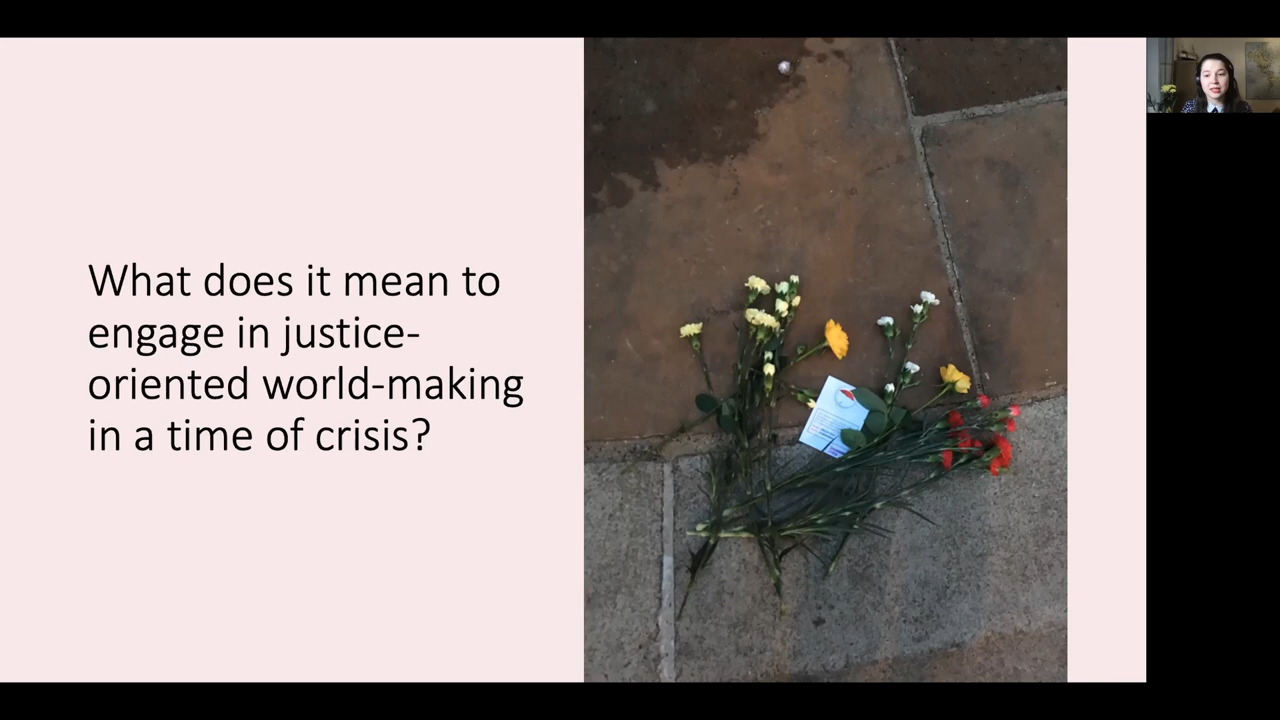 What does it mean to
engage in justice-
oriented world-making
in a time of crisis?